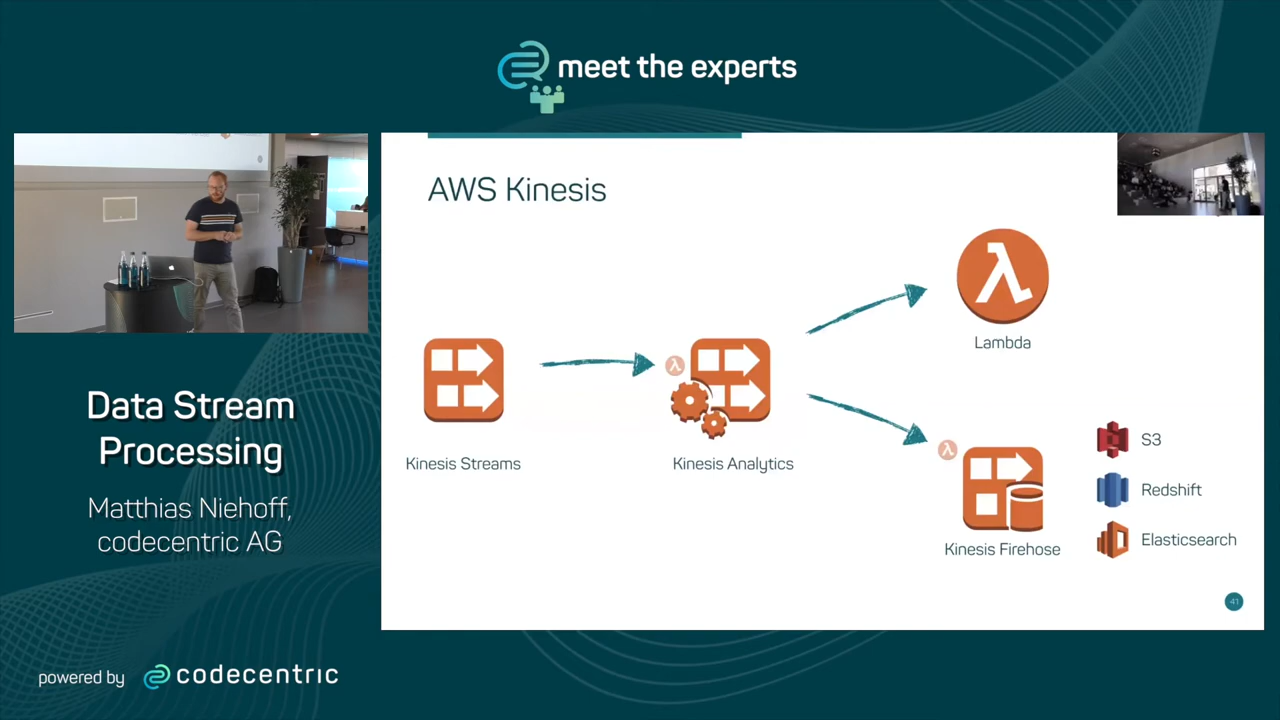 meet the experts
AWS Kinesis
Lambda
Kinesis Streams
Kinesis Analytics
Kinesis Firehose
S3
Redshift
Elasticsearch
41
Data Stream
Processing
Matthias Niehoff,
codecentric AG
powered by codecentric